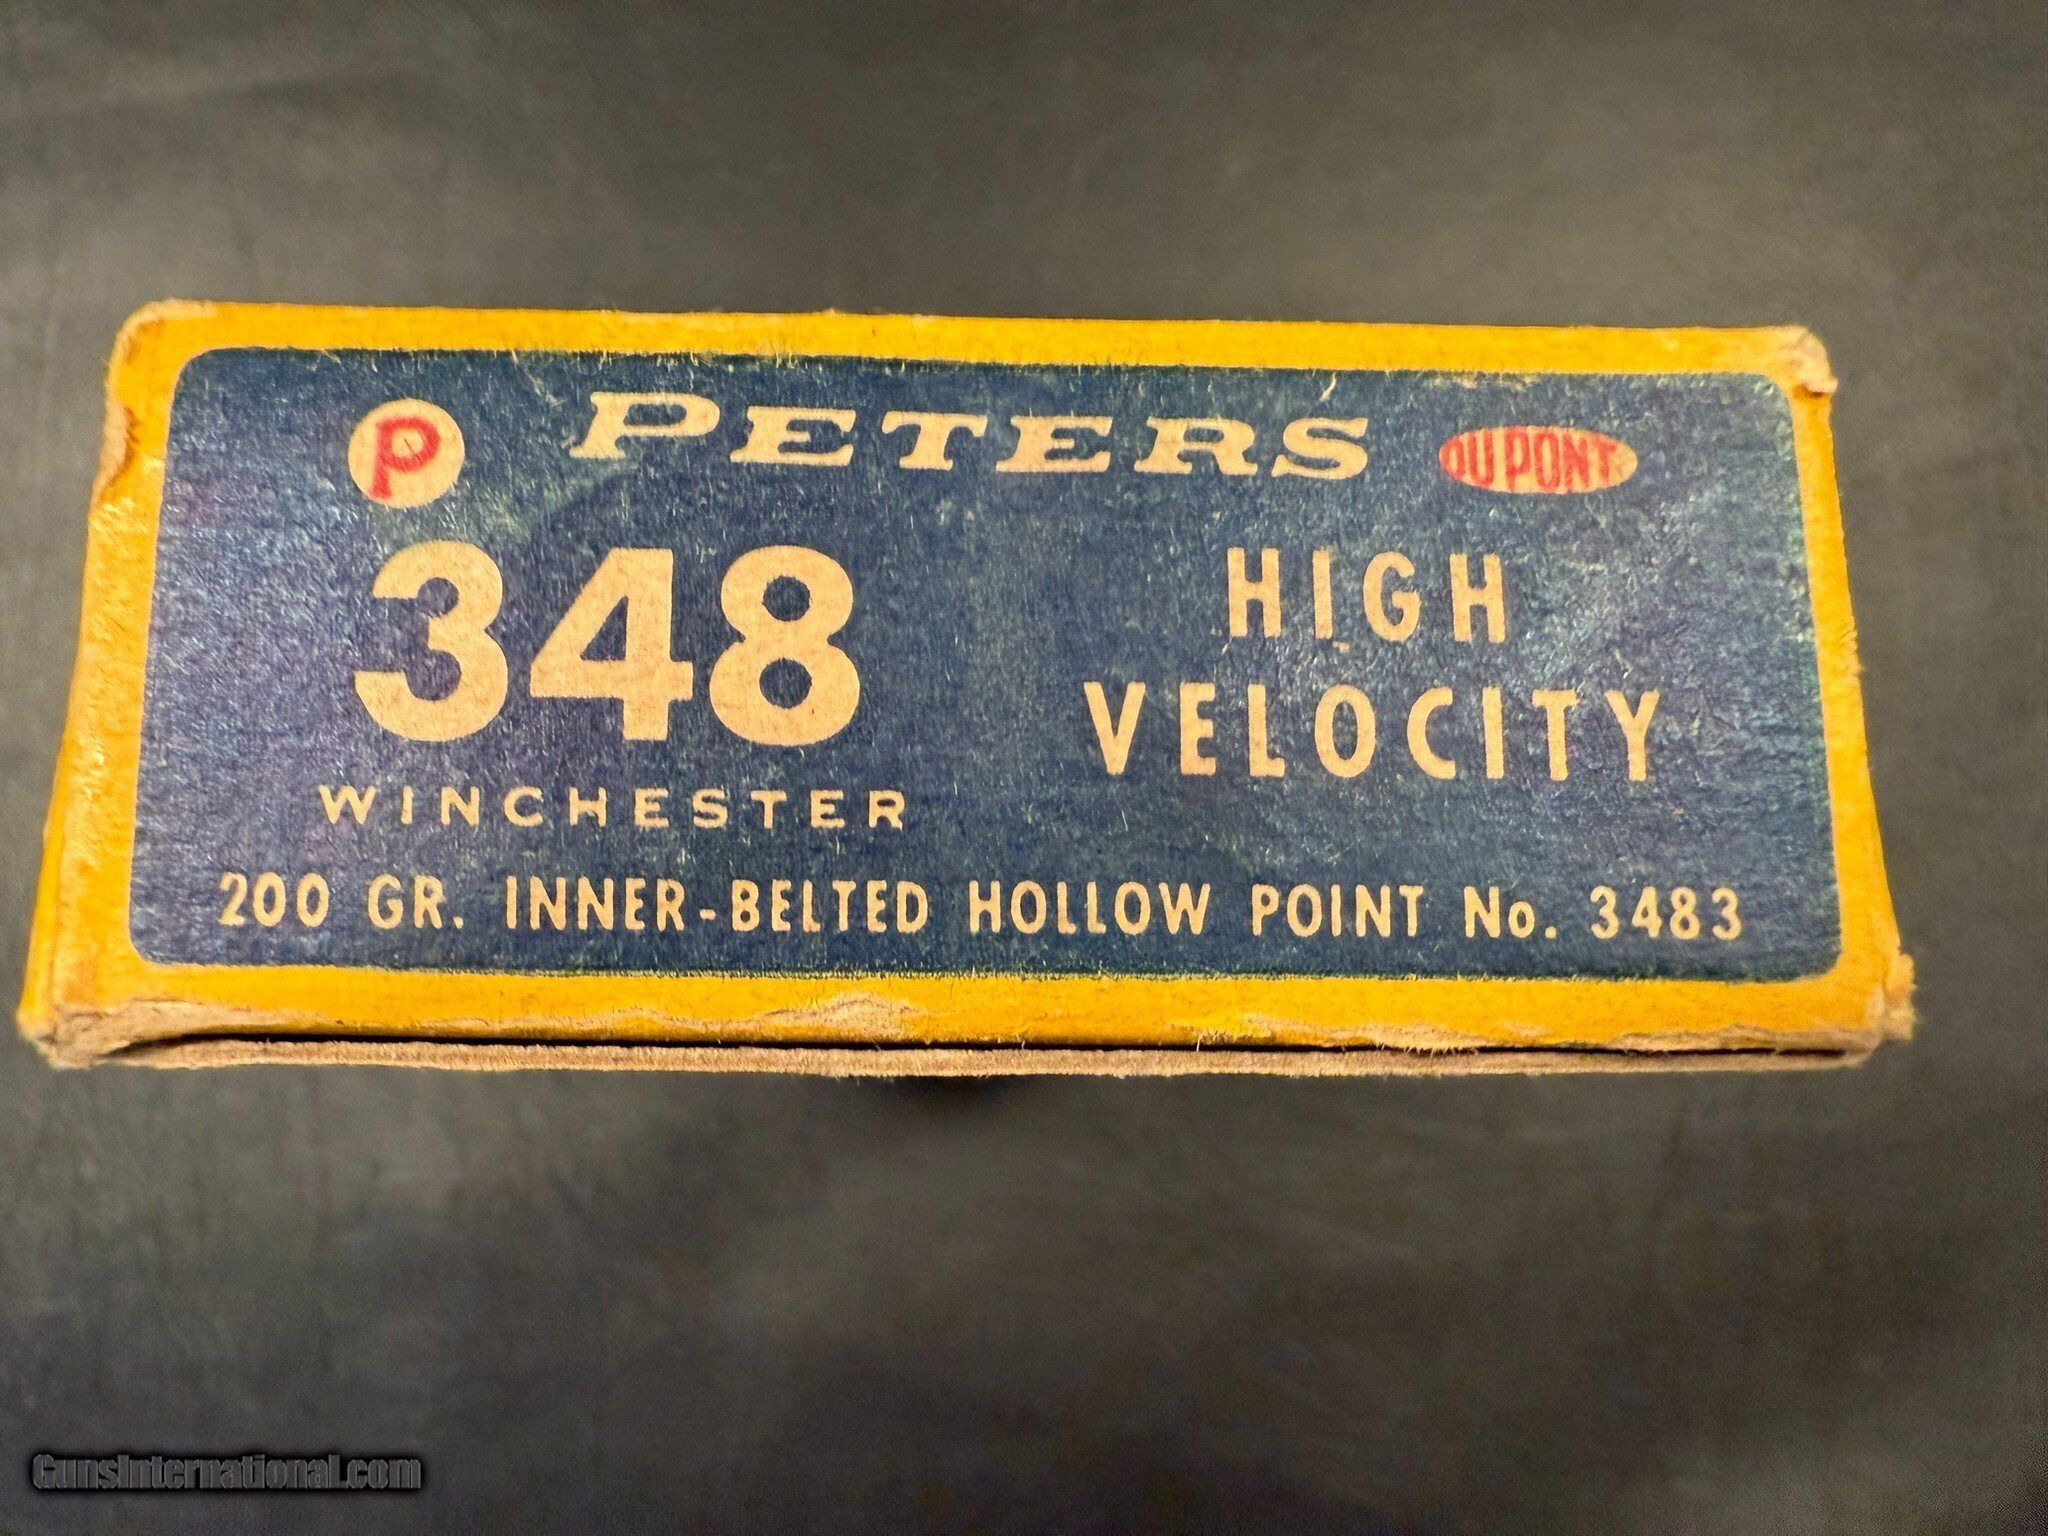 P PETERS DU PONT
348 HIGH
VELOCITY
WINCHESTER
200 GR. INNER-BELTED HOLLOW POINT No. 3483
GunsInternational.com